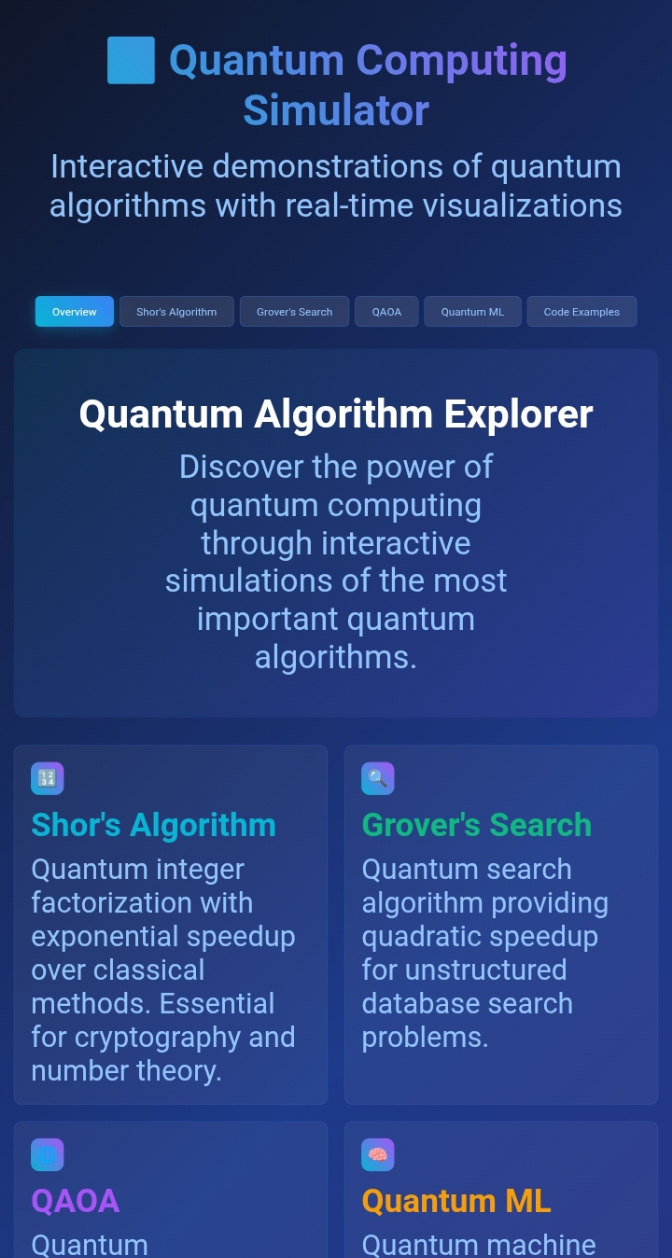 Quantum Computing
Simulator
Interactive demonstrations of quantum
algorithms with real-time visualizations
Overview
Shor's Algorithm
Grover's Search
QAOA
Quantum ML
Code Examples
Quantum Algorithm Explorer
Discover the power of
quantum computing
through interactive
simulations of the most
important quantum
algorithms.
Shor's Algorithm
Quantum integer
factorization with
exponential speedup
over classical
methods. Essential
for cryptography and
number theory.
Grover's Search
Quantum search
algorithm providing
quadratic speedup
for unstructured
database search
problems.
QAOA
Quantum
Quantum ML
Quantum machine